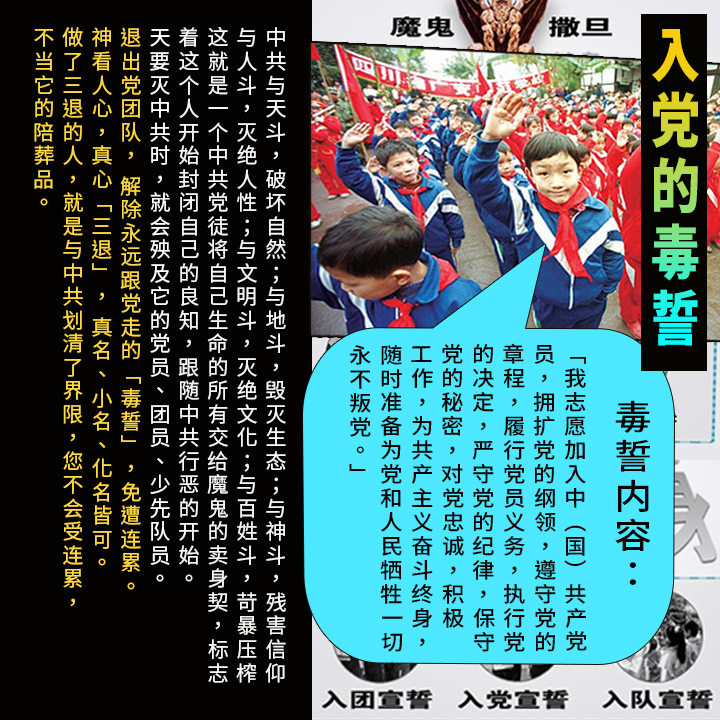 魔鬼 撒旦
入党的毒誓
四川
毒誓内容：
「我志愿加入中（国）共产党
员，拥扩党的纲领，遵守党的
章程，履行党员义务，执行党
的决定，严守党的纪律，保守
党的秘密，对党忠诚，积极
工作，为共产主义奋斗终身，
随时准备为党和人民牺牲一切
永不叛党。」
中共与天斗，破坏自然；与地斗，毁灭生态；与神斗，残害信仰
与人斗，灭绝人性；与文明斗，灭绝文化；与百姓斗，苛暴压榨
这就是一个中共党徒将自己生命的所有交给魔鬼的卖身契，标志
着这个人开始封闭自己的良知，跟随中共行恶的开始。
天要灭中共时，就会殃及它的党员、团员、少先队员。
退出党团队，解除永远跟党走的「毒誓」，免遭连累。
神看人心，真心「三退」，真名、小名、化名皆可。
做了三退的人，就是与中共划清了界限，您不会受连累，
不当它的陪葬品。
入团宣誓 入党宣誓 入队宣誓